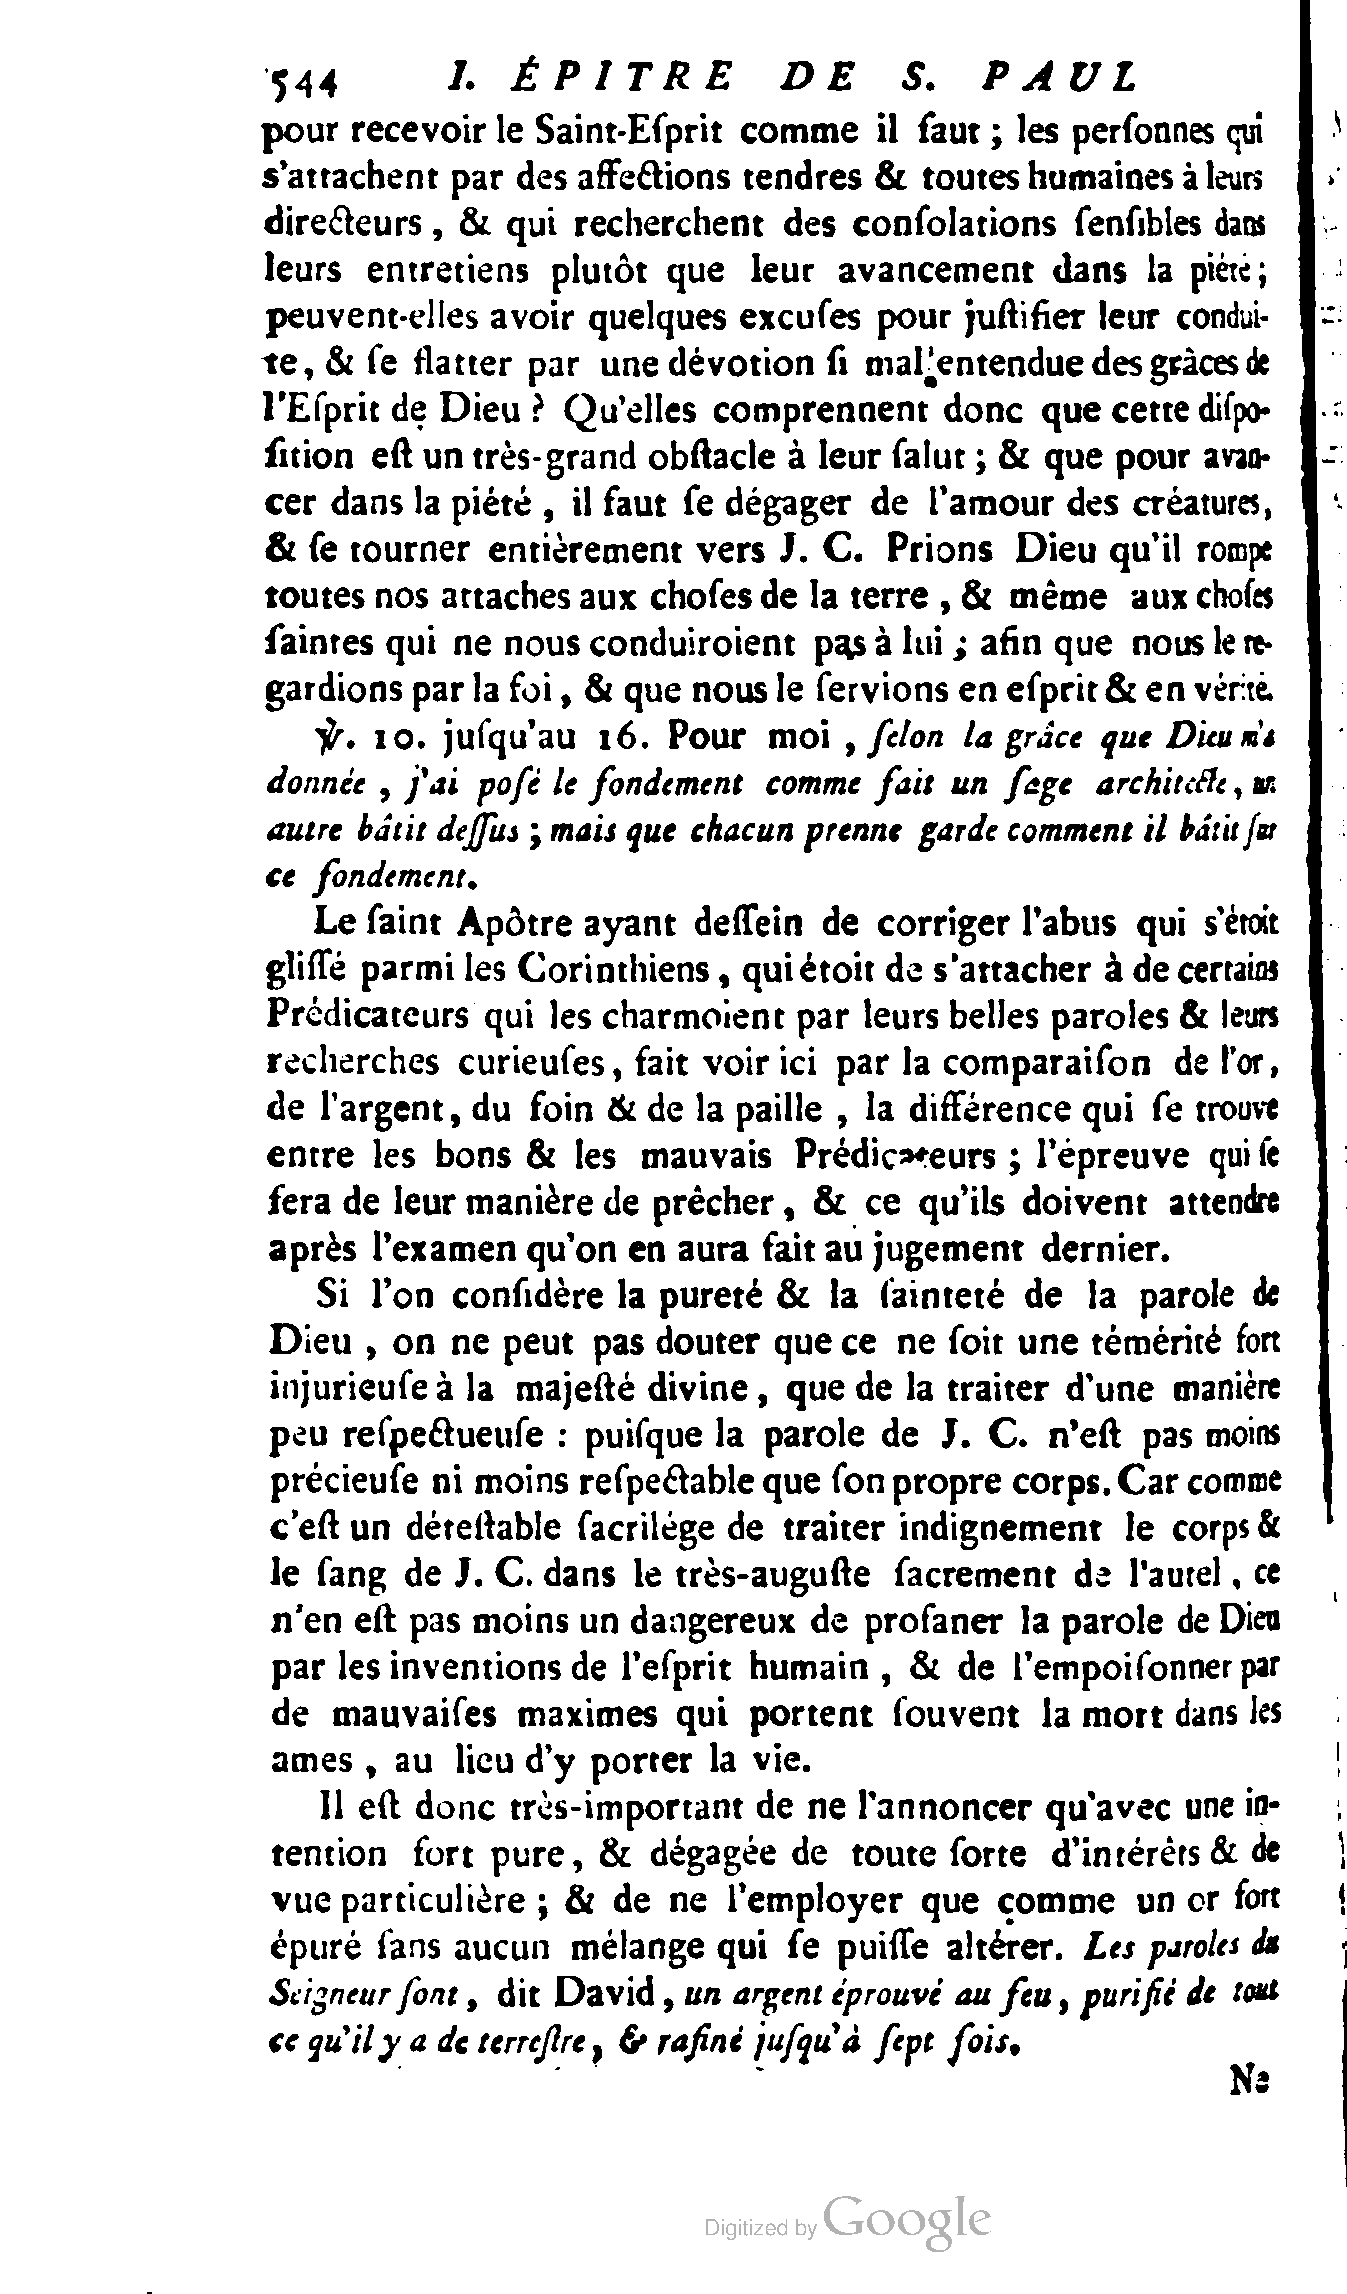 544 I. ÉPITRE DE S. PAUL
pour recevoir le Saint-Eſprit comme il faut ; les perſonnes qui
s'attachent par des affections tendres & toutes humaines à leurs
directeurs , & qui recherchent des conſolations ſenſibles dans
leurs entretiens plutôt que leur avancement dans la piété ;
peuvent-elles avoir quelques excuſes pour juſtifier leur condui-
te, & ſe flatter par une dévotion ſi mal entendue des grâces de
l'Eſprit de Dieu ? Qu'elles comprennent donc que cette diſpo-
ſition eſt un très-grand obſtacle à leur ſalut ; & que pour avan-
cer dans la piété , il faut ſe dégager de l'amour des créatures,
& ſe tourner entièrement vers J. C. Prions Dieu qu'il rompe
toutes nos attaches aux choſes de la terre , & même aux choſes
ſaintes qui ne nous conduiroient pas à lui ; afin que nous le re-
gardions par la foi , & que nous le ſervions en eſprit & en vérité.
℣. 10. juſqu'au 16. Pour moi , ſelon la grâce que Dieu m'a
donnée , j'ai poſé le fondement comme fait un ſage architecte, un
autre bâtit deſſus ; mais que chacun prenne garde comment il bâtit ſur
ce fondement.
Le ſaint Apôtre ayant deſſein de corriger l'abus qui s'étoit
gliſſé parmi les Corinthiens , qui étoit de s'attacher à de certains
Prédicateurs qui les charmoient par leurs belles paroles & leurs
recherches curieuſes, fait voir ici par la comparaiſon de l'or,
de l'argent, du foin & de la paille , la différence qui ſe trouve
entre les bons & les mauvais Prédicateurs ; l'épreuve qui ſe
fera de leur manière de prêcher , & ce qu'ils doivent attendre
après l'examen qu'on en aura fait au jugement dernier.
Si l'on conſidère la pureté & la ſainteté de la parole de
Dieu , on ne peut pas douter que ce ne ſoit une témérité fort
injurieuſe à la majeſté divine , que de la traiter d'une manière
peu reſpectueuſe : puiſque la parole de J. C. n'eſt pas moins
précieuſe ni moins reſpectable que ſon propre corps. Car comme
c'eſt un déteſtable ſacrilége de traiter indignement le corps &
le ſang de J. C. dans le très-auguſte ſacrement de l'autel , ce
n'en eſt pas moins un dangereux de profaner la parole de Dieu
par les inventions de l'eſprit humain , & de l'empoiſonner par
de mauvaiſes maximes qui portent ſouvent la mort dans les
ames , au lieu d'y porter la vie.
Il eſt donc très-important de ne l'annoncer qu'avec une in-
tention fort pure, & dégagée de toute ſorte d'intérêts & de
vue particulière ; & de ne l'employer que comme un or fort
épuré ſans aucun mélange qui ſe puiſſe altérer. Les paroles du
Seigneur ſont , dit David , un argent éprouvé au feu , purifié de tout
ce qu'il y a de terreſtre, & rafiné juſqu'à ſept fois.
Ne
Digitized by Google